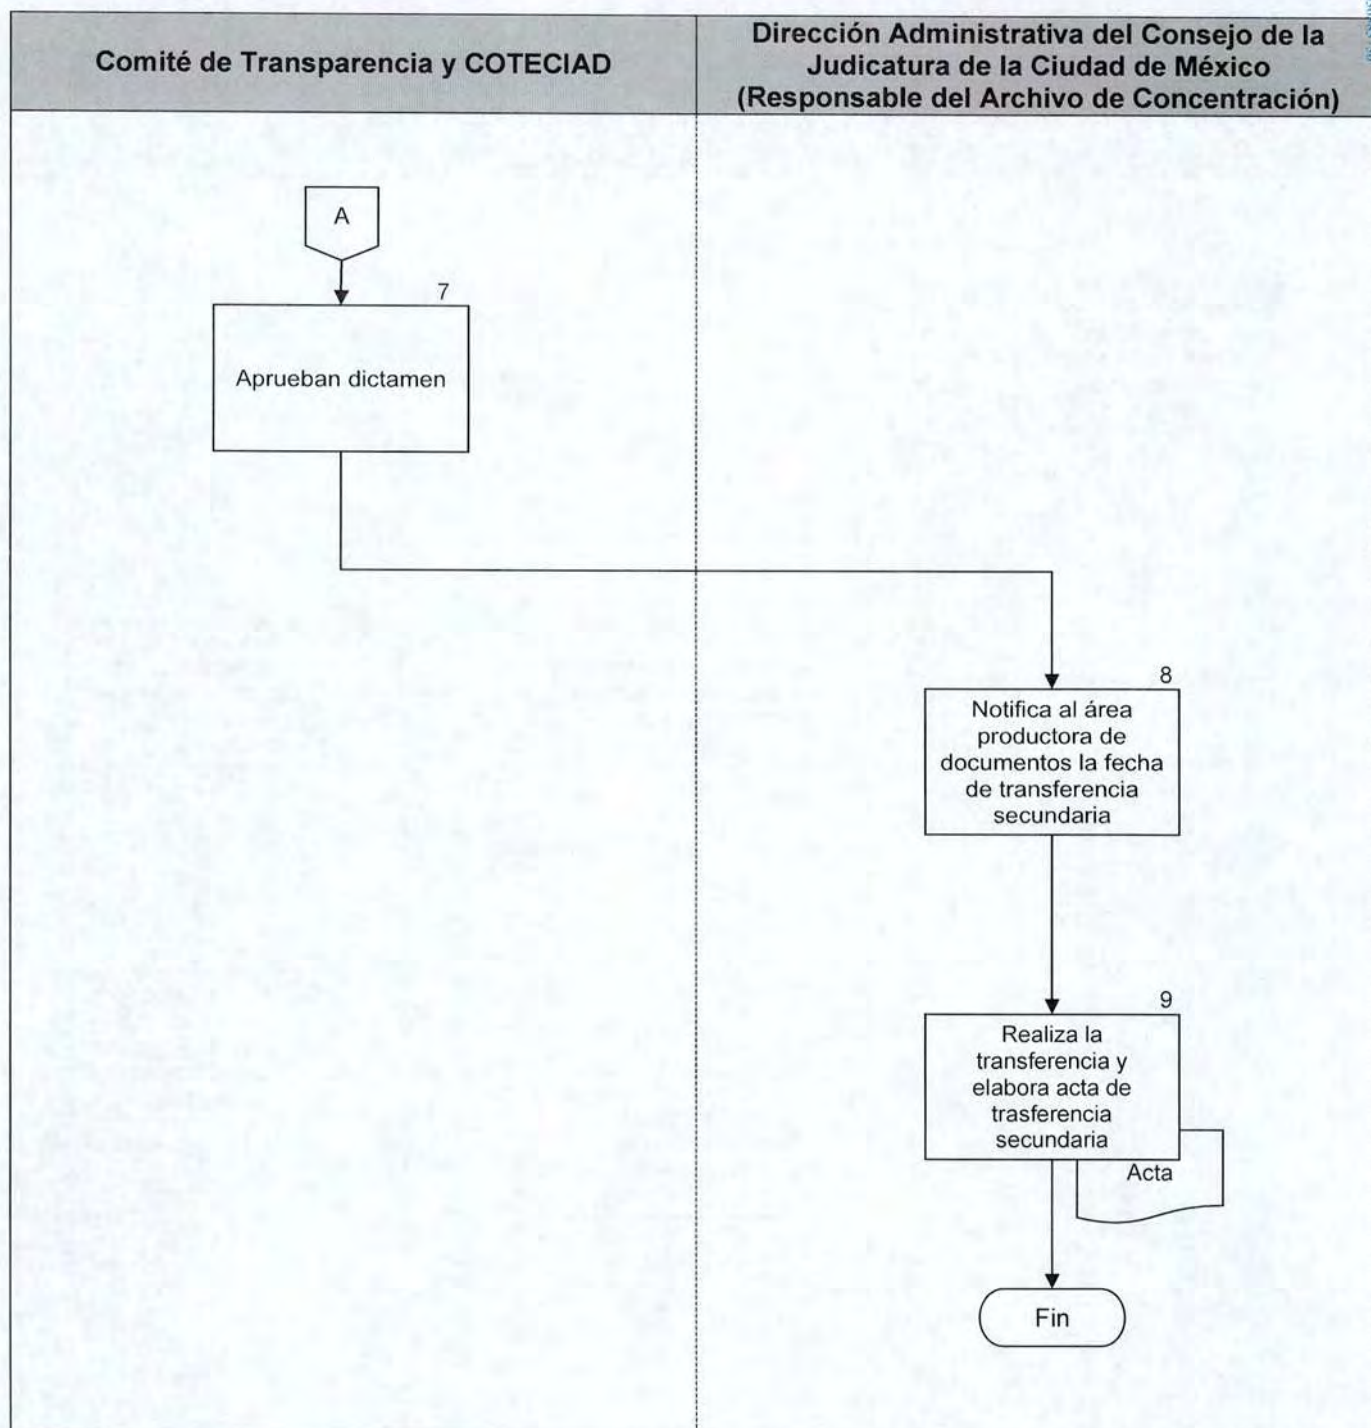 Comité de Transparencia y COTECIAD
Dirección Administrativa del Consejo de la
Judicatura de la Ciudad de México
(Responsable del Archivo de Concentración)
A
7
Aprueban dictamen
8
Notifica al área
productora de
documentos la fecha
de transferencia
secundaria
9
Realiza la
transferencia y
elabora acta de
trasferencia
secundaria
Acta
Fin